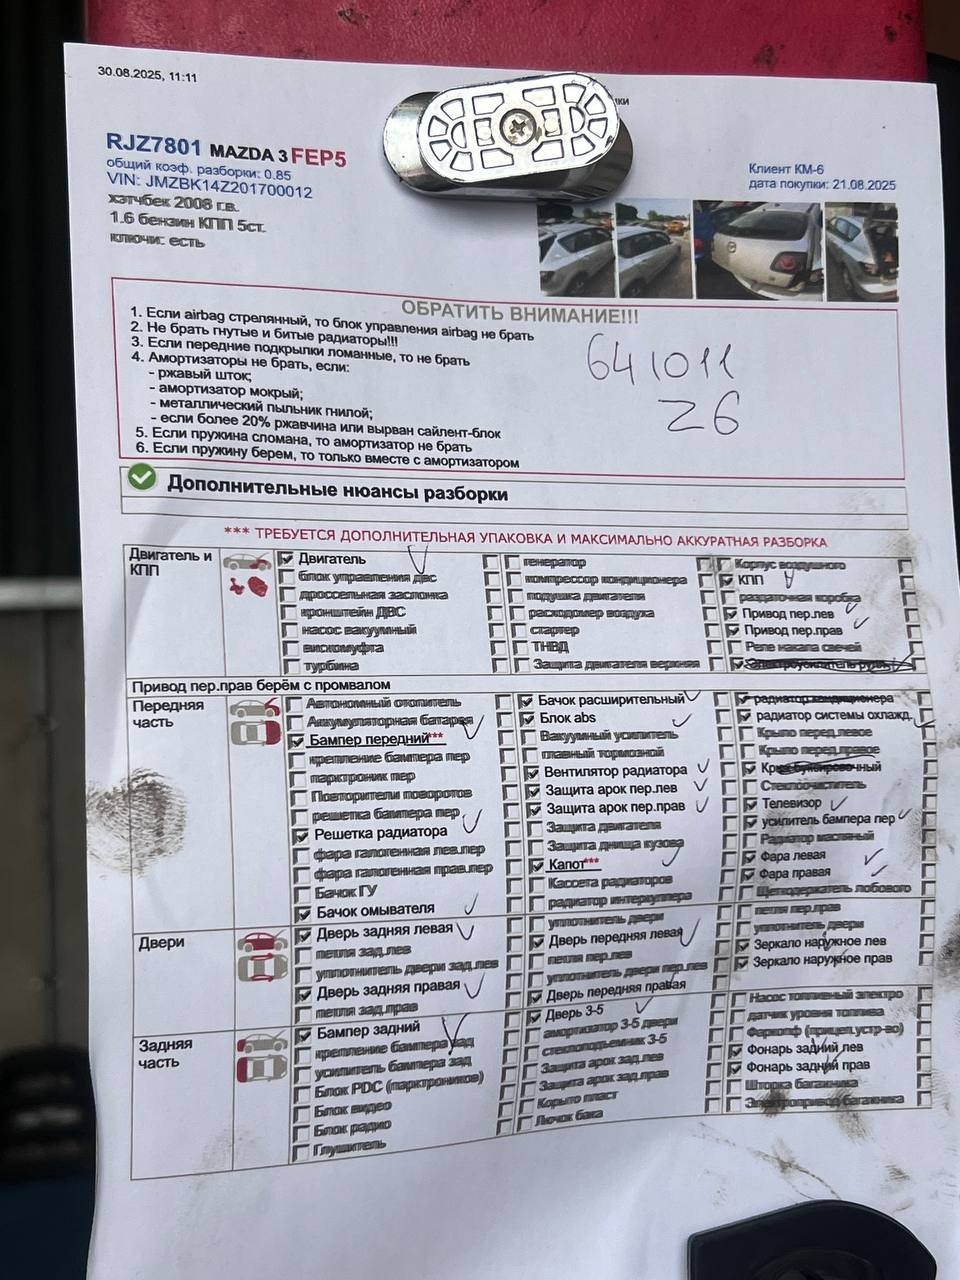 30.08.2025, 11:11
RJZ7801 MAZDA 3 FEP5
общий коэф. разборки: 0.85
VIN: JMZBK14Z201700012
хэтчбек 2008 г.в.
1.6 бензин КПП 5ст.
ключи: есть
Клиент КМ-6
дата покупки: 21.08.2025
ОБРАТИТЬ ВНИМАНИЕ!!!
1. Если airbag стрелянный, то блок управления airbag не брать
2. Не брать гнутые и битые радиаторы!!!
3. Если передние подкрылки ломанные, то не брать
4. Амортизаторы не брать, если:
- ржавый шток;
- амортизатор мокрый;
- металлический пыльник гнилой;
- если более 20% ржавчина или вырван сайлент-блок
5. Если пружина сломана, то амортизатор не брать
6. Если пружину берем, то только вместе с амортизатором
641011
Z6
Дополнительные нюансы разборки
*** ТРЕБУЕТСЯ ДОПОЛНИТЕЛЬНАЯ УПАКОВКА И МАКСИМАЛЬНО АККУРАТНАЯ РАЗБОРКА
Двигатель и
КПП
Двигатель
блок управления двс
дроссельная заслонка
кронштейн ДВС
насос вакуумный
вискомуфта
турбина
генератор
компрессор кондиционера
подушка двигателя
расходомер воздуха
стартер
ТНВД
Защита двигателя верхняя
Корпус воздушного
КПП
раздаточная коробка
Привод пер.лев
Привод пер.прав
Реле накала свечей
Электроусилитель руля
Привод пер.прав берём с промвалом
Передняя
часть
Автономный отопитель
Аккумуляторная батарея
Бампер передний***
крепление бампера пер
парктроник пер
Повторители поворотов
решетка бампера пер
Решетка радиатора
фара галогенная лев.пер
фара галогенная прав.пер
Бачок ГУ
Бачок омывателя
Бачок расширительный
Блок abs
Вакуумный усилитель
главный тормозной
Вентилятор радиатора
Защита арок пер.лев
Защита арок пер.прав
Защита двигателя
Защита днища кузова
Капот***
Кассета радиаторов
радиатор интеркуллера
радиатор кондиционера
радиатор системы охлажд.
Крыло перед.левое
Крыло перед.правое
Крюк буксировочный
Стеклоочиститель
Телевизор
усилитель бампера пер
Радиатор масляный
Фара левая
Фара правая
Щеткодержатель лобового
Двери
Дверь задняя левая
петля зад.лев
уплотнитель двери зад.лев
Дверь задняя правая
петля зад.прав
уплотнитель двери
Дверь передняя левая
петля пер.лев
уплотнитель двери пер.лев
Дверь передняя правая
петля пер.прав
уплотнитель двери
Зеркало наружное лев
Зеркало наружное прав
Задняя
часть
Бампер задний
крепление бампера зад
усилитель бампера зад
Блок PDC (парктроников)
Блок видео
Блок радио
Глушитель
Дверь 3-5
амортизатор 3-5 двери
стеклоподъемник 3-5
Защита арок зад.лев
Защита арок зад.прав
Корыто пласт
Лючок бака
Насос топливный электро
датчик уровня топлива
Фаркопф (прицеп.устр-во)
Фонарь задний лев
Фонарь задний прав
Шторка багажника
Электропривод багажника